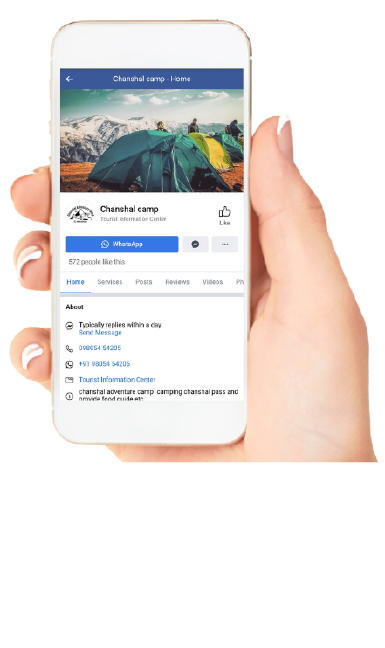 Chanshal camp - Home
Chanshal camp
Tourist Information Center
Like
WhatsApp
572 people like this
Home Services Posts Reviews Videos Ph
About
Typically replies within a day
Send Message
098054 54205
+91 98054 54205
Tourist Information Center
chanshal adventure camp camping chanshal pass and
provide food guide etc